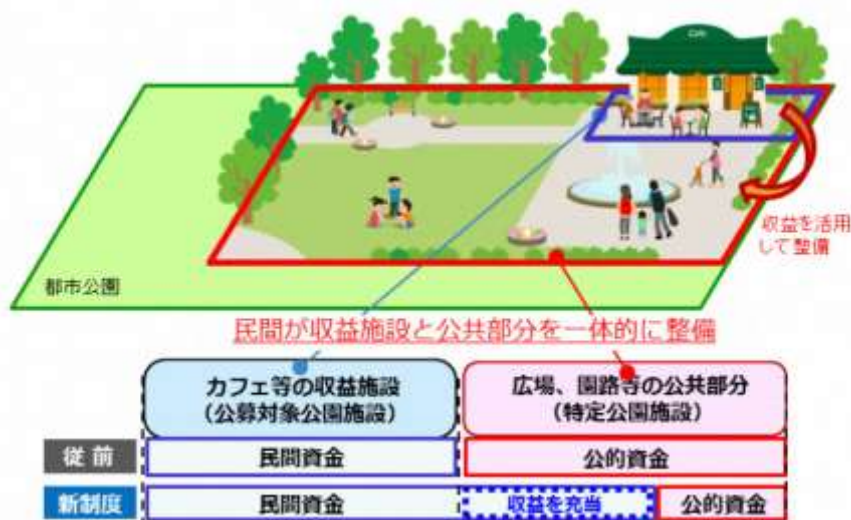 Cafe
収益を活用
して整備
都市公園
民間が収益施設と公共部分を一体的に整備
カフェ等の収益施設
（公募対象公園施設）
広場、園路等の公共部分
（特定公園施設）
従前
民間資金
公的資金
新制度
民間資金
収益を充当
公的資金